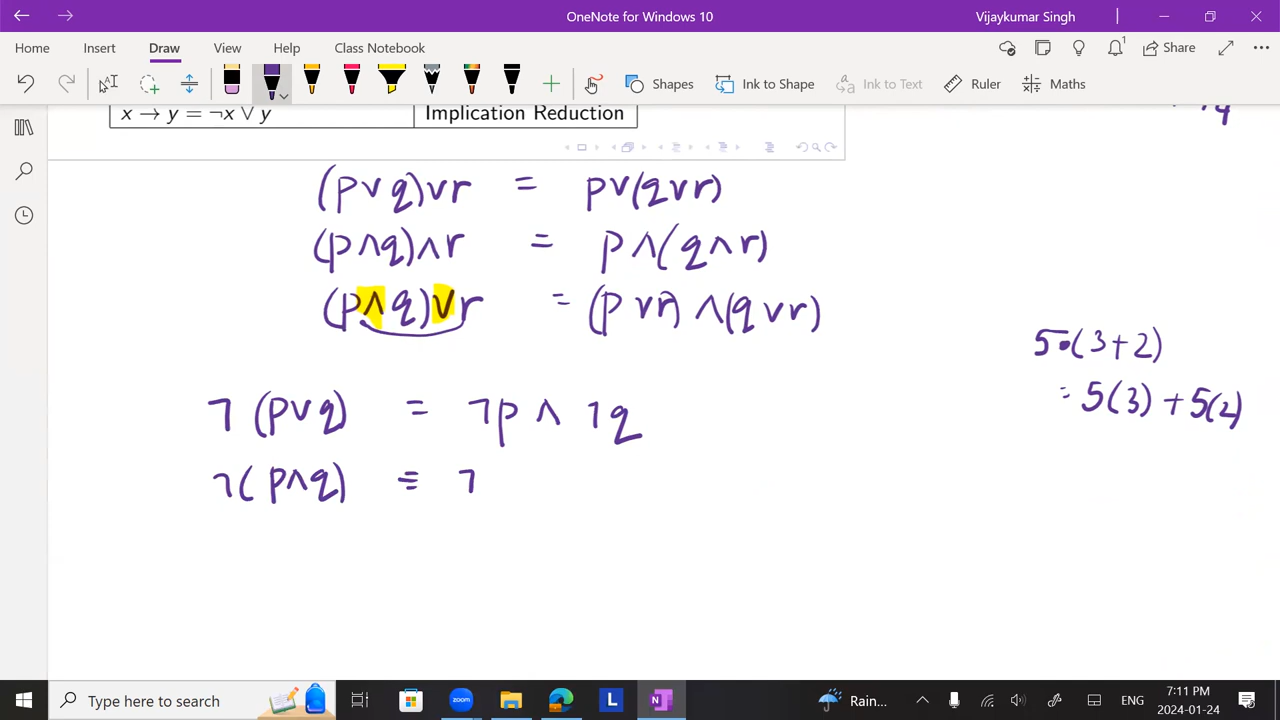 OneNote for Windows 10
Vijaykumar Singh
Home Insert Draw View Help Class Notebook
1 Share
Shapes Ink to Shape Ink to Text Ruler Maths
x → y = ¬x ∨ y Implication Reduction
(p∨q)∨r = p∨(q∨r)
(p∧q)∧r = p∧(q∧r)
(p∧q)∨r = (p∨r)∧(q∨r)
5•(3+2)
= 5(3)+5(2)
¬(p∨q) = ¬p ∧ ¬q
¬(p∧q) ≡ ¬
Type here to search
zoom
L
N
Rain...
ENG
7:11 PM
2024-01-24